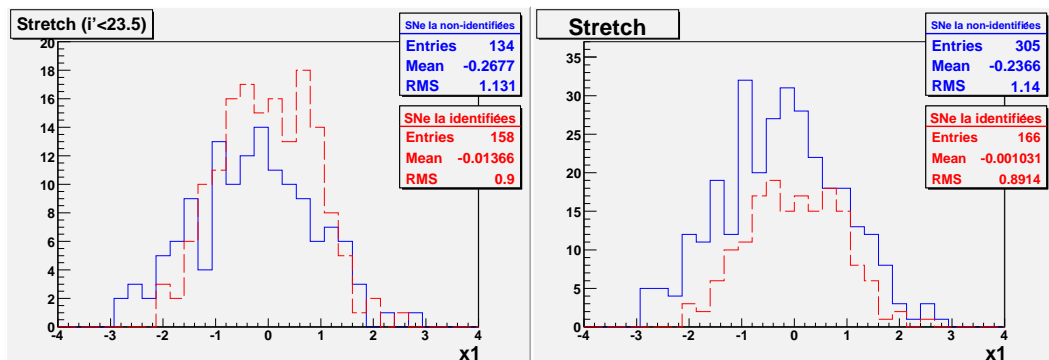 Stretch (i'<23.5)
SNe Ia non-identifiées
Entries 134
Mean -0.2677
RMS 1.131
SNe Ia identifiées
Entries 158
Mean -0.01366
RMS 0.9
20
18
16
14
12
10
8
6
4
2
0
-4 -3 -2 -1 0 1 2 3 4
x1
Stretch
SNe Ia non-identifiées
Entries 305
Mean -0.2366
RMS 1.14
SNe Ia identifiées
Entries 166
Mean -0.001031
RMS 0.8914
35
30
25
20
15
10
5
0
-4 -3 -2 -1 0 1 2 3 4
x1